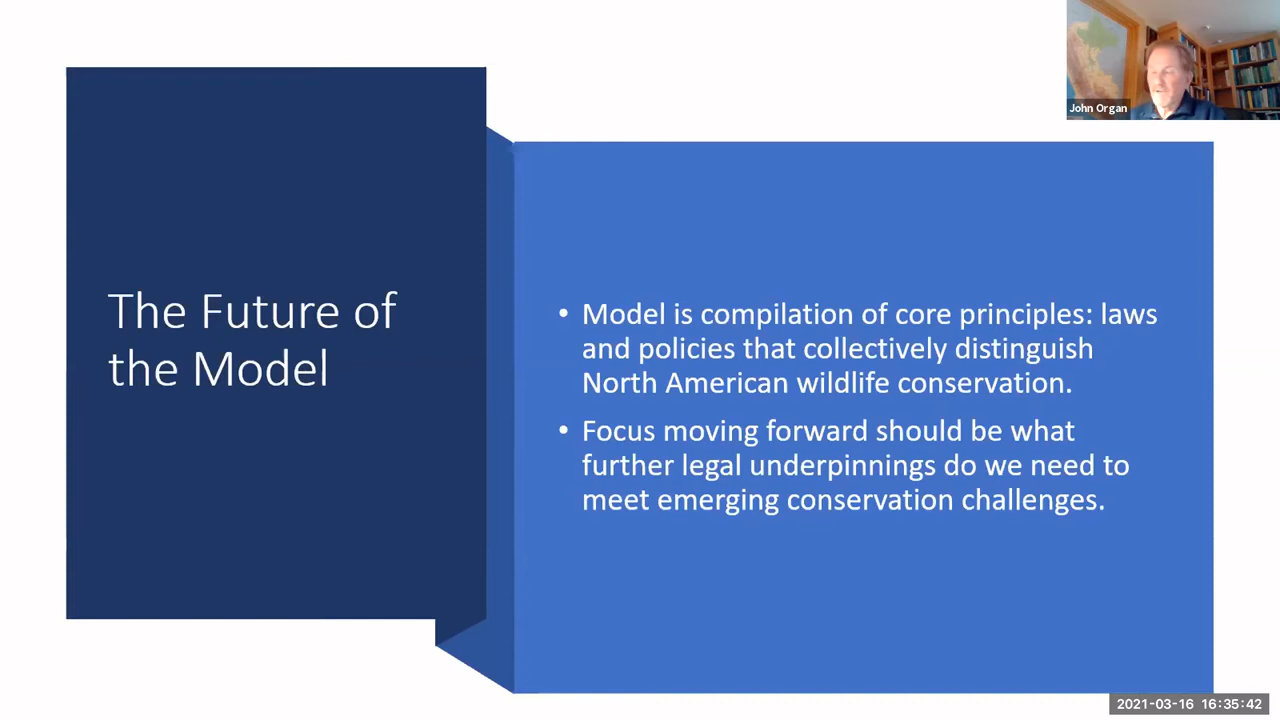 John Organ
The Future of
the Model
• Model is compilation of core principles: laws
and policies that collectively distinguish
North American wildlife conservation.
• Focus moving forward should be what
further legal underpinnings do we need to
meet emerging conservation challenges.
2021-03-16 16:35:42